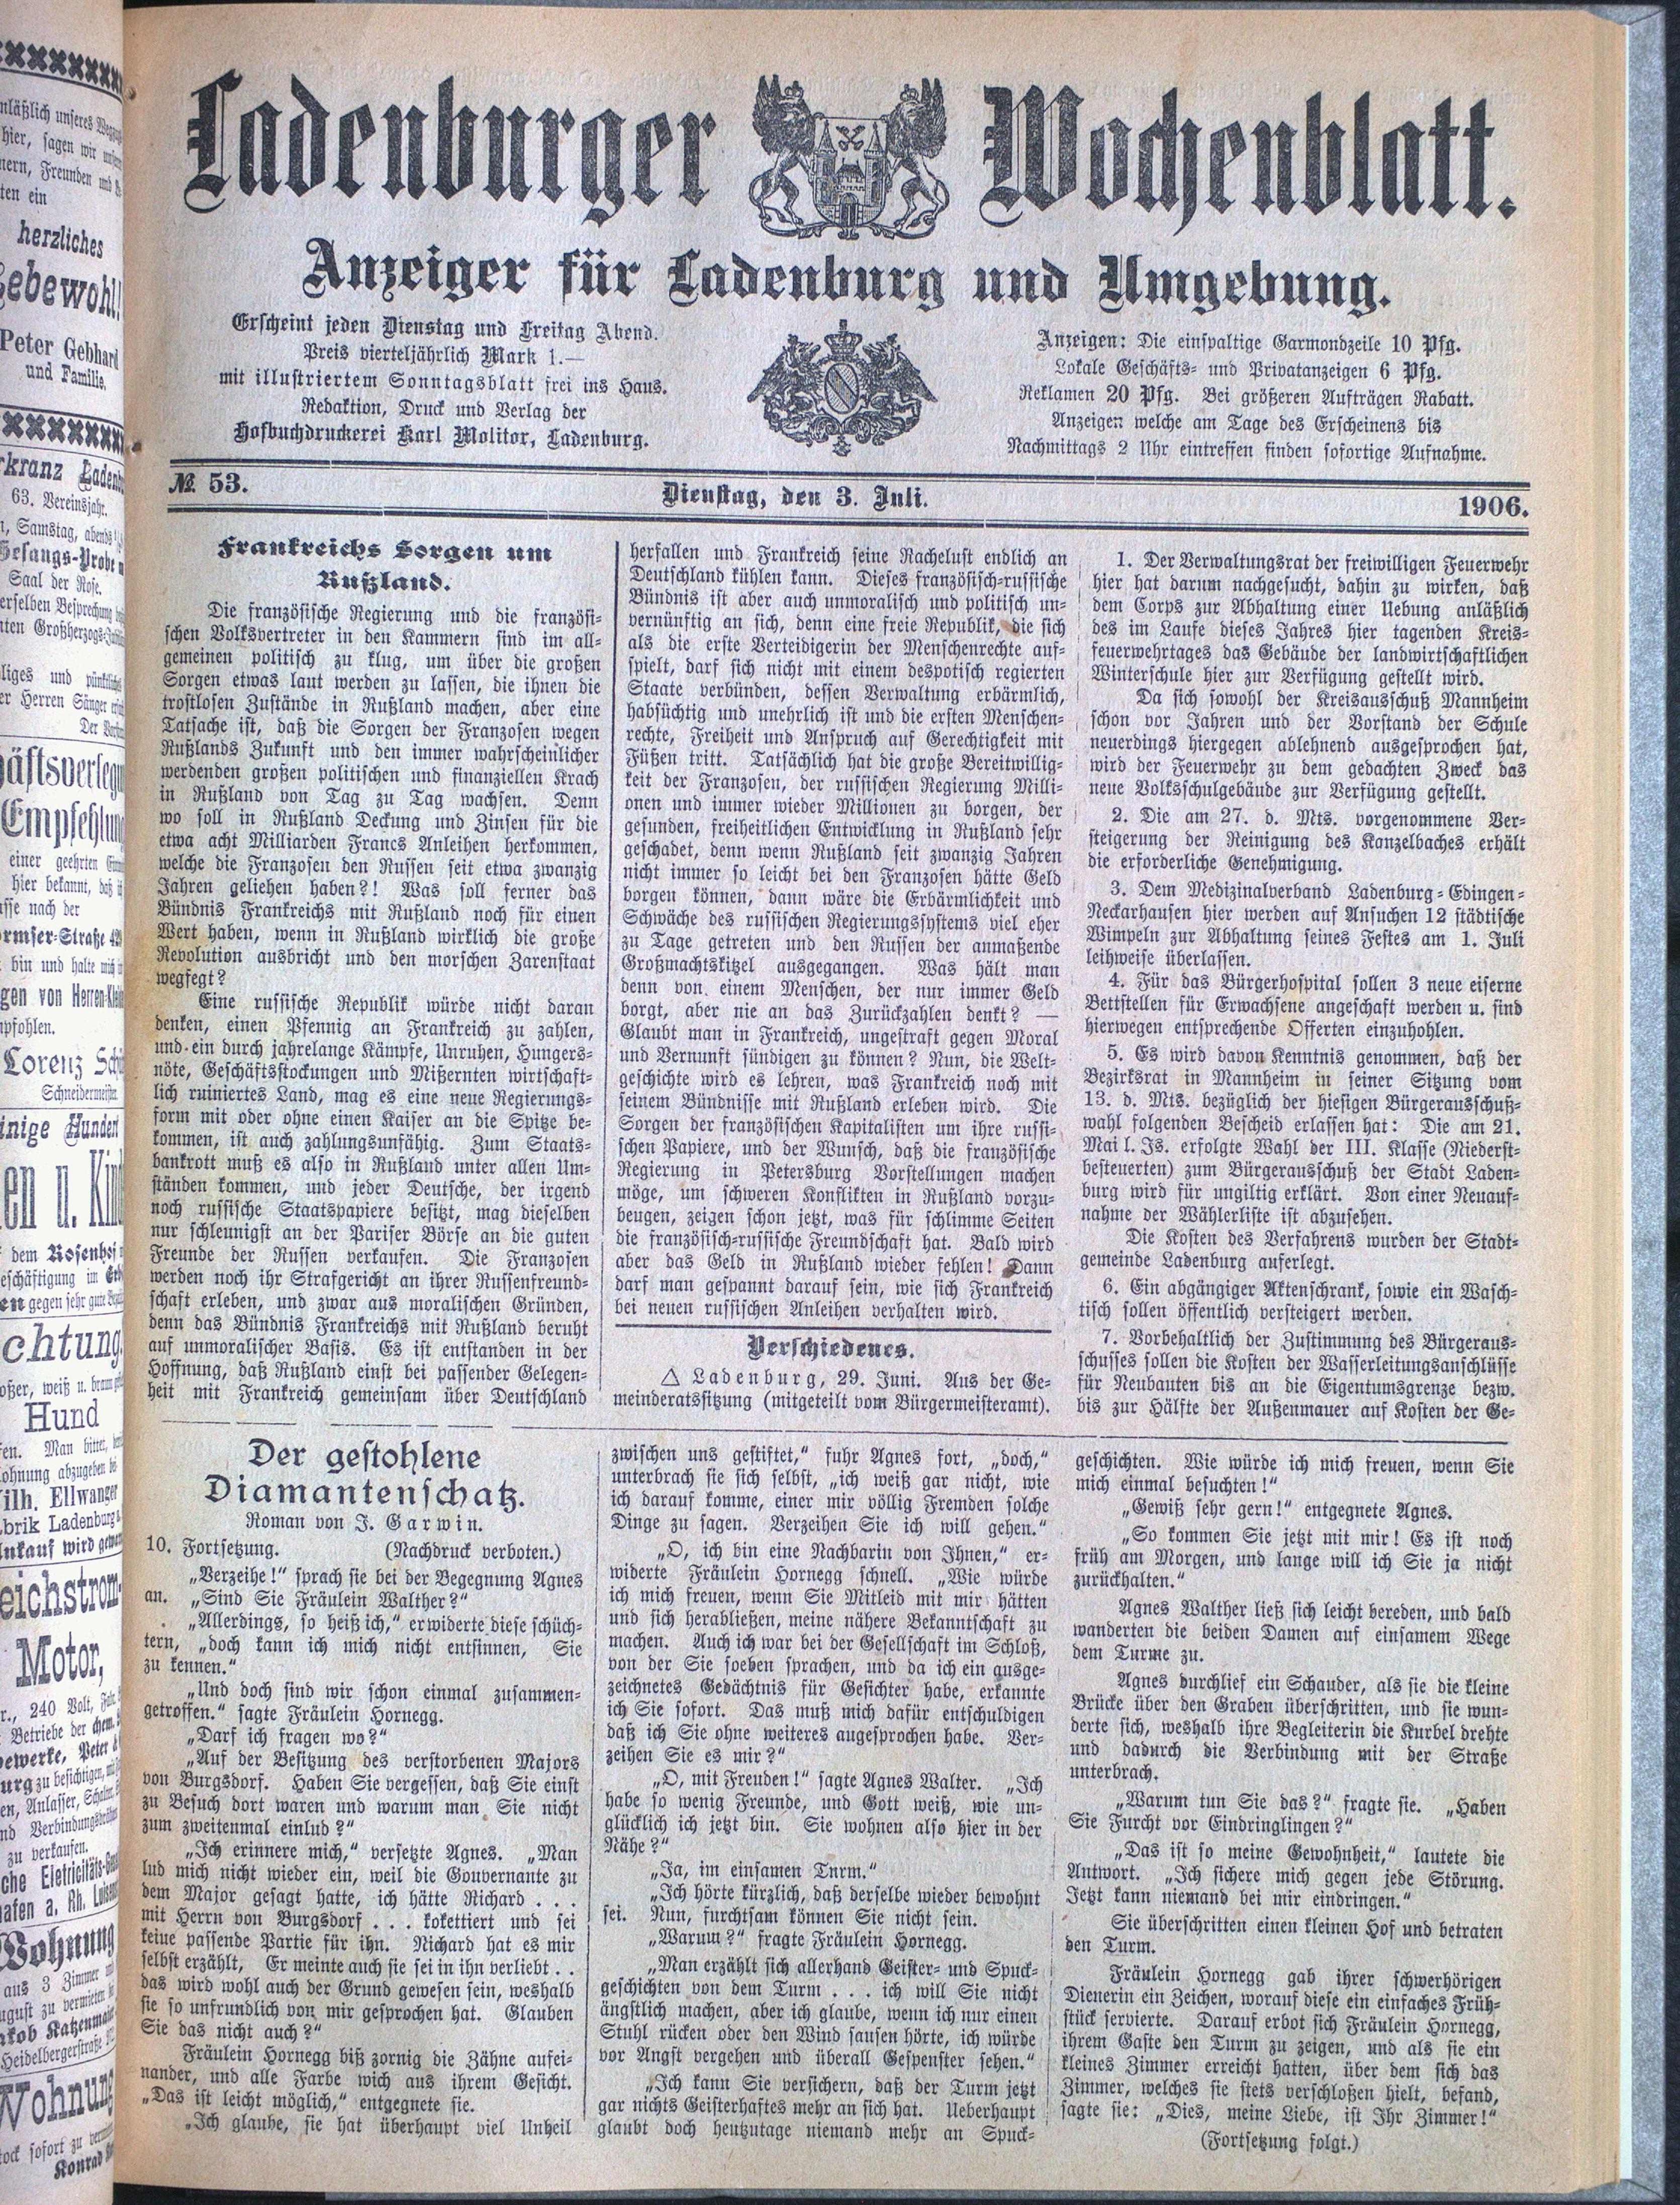 Ladenburger Wochenblatt.
Anzeiger für Ladenburg und Umgebung.
Erscheint jeden Dienstag und Freitag Abend.
Preis vierteljährlich Mark 1.—
mit illustriertem Sonntagsblatt frei ins Haus.
Redaktion, Druck und Verlag der
Hofbuchdruckerei Karl Molitor, Ladenburg.
Anzeigen: Die einspaltige Garmondzeile 10 Pfg.
Lokale Geschäfts- und Privatanzeigen 6 Pfg.
Reklamen 20 Pfg. Bei größeren Aufträgen Rabatt.
Anzeigen welche am Tage des Erscheinens bis
Nachmittags 2 Uhr eintreffen finden sofortige Aufnahme.
№ 53.
Dienstag, den 3. Juli.
1906.
Frankreichs Sorgen um
Rußland.
Die französische Regierung und die französi-
schen Volksvertreter in den Kammern sind im all-
gemeinen politisch zu klug, um über die großen
Sorgen etwas laut werden zu lassen, die ihnen die
trostlosen Zustände in Rußland machen, aber eine
Tatsache ist, daß die Sorgen der Franzosen wegen
Rußlands Zukunft und den immer wahrscheinlicher
werdenden großen politischen und finanziellen Krach
in Rußland von Tag zu Tag wachsen. Denn
wo soll in Rußland Deckung und Zinsen für die
etwa acht Milliarden Francs Anleihen herkommen,
welche die Franzosen den Russen seit etwa zwanzig
Jahren geliehen haben?! Was soll ferner das
Bündnis Frankreichs mit Rußland noch für einen
Wert haben, wenn in Rußland wirklich die große
Revolution ausbricht und den morschen Zarenstaat
wegfegt?
Eine russische Republik würde nicht daran
denken, einen Pfennig an Frankreich zu zahlen,
und ein durch jahrelange Kämpfe, Unruhen, Hungers-
nöte, Geschäftsstockungen und Mißernten wirtschaft-
lich ruiniertes Land, mag es eine neue Regierungs-
form mit oder ohne einen Kaiser an die Spitze be-
kommen, ist auch zahlungsunfähig. Zum Staats-
bankrott muß es also in Rußland unter allen Um-
ständen kommen, und jeder Deutsche, der irgend
noch russische Staatspapiere besitzt, mag dieselben
nur schleunigst an der Pariser Börse an die guten
Freunde der Russen verkaufen. Die Franzosen
werden noch ihr Strafgericht an ihrer Russenfreund-
schaft erleben, und zwar aus moralischen Gründen,
denn das Bündnis Frankreichs mit Rußland beruht
auf unmoralischer Basis. Es ist entstanden in der
Hoffnung, daß Rußland einst bei passender Gelegen-
heit mit Frankreich gemeinsam über Deutschland
herfallen und Frankreich seine Rachelust endlich an
Deutschland kühlen kann. Dieses französisch-russische
Bündnis ist aber auch unmoralisch und politisch un-
vernünftig an sich, denn eine freie Republik, die sich
als die erste Verteidigerin der Menschenrechte auf-
spielt, darf sich nicht mit einem despotisch regierten
Staate verbünden, dessen Verwaltung erbärmlich,
habsüchtig und unehrlich ist und die ersten Menschen-
rechte, Freiheit und Anspruch auf Gerechtigkeit mit
Füßen tritt. Tatsächlich hat die große Bereitwillig-
keit der Franzosen, der russischen Regierung Milli-
onen und immer wieder Millionen zu borgen, der
gesunden, freiheitlichen Entwicklung in Rußland sehr
geschadet, denn wenn Rußland seit zwanzig Jahren
nicht immer so leicht bei den Franzosen hätte Geld
borgen können, dann wäre die Erbärmlichkeit und
Schwäche des russischen Regierungssystems viel eher
zu Tage getreten und den Russen der anmaßende
Großmachtskitzel ausgegangen. Was hält man
denn von einem Menschen, der nur immer Geld
borgt, aber nie an das Zurückzahlen denkt? —
Glaubt man in Frankreich, ungestraft gegen Moral
und Vernunft sündigen zu können? Nun, die Welt-
geschichte wird es lehren, was Frankreich noch mit
seinem Bündnisse mit Rußland erleben wird. Die
Sorgen der französischen Kapitalisten um ihre russi-
schen Papiere, und der Wunsch, daß die französische
Regierung in Petersburg Vorstellungen machen
möge, um schweren Konflikten in Rußland vorzu-
beugen, zeigen schon jetzt, was für schlimme Seiten
die französisch-russische Freundschaft hat. Bald wird
aber das Geld in Rußland wieder fehlen! Dann
darf man gespannt darauf sein, wie sich Frankreich
bei neuen russischen Anleihen verhalten wird.
Verschiedenes.
△ Ladenburg, 29. Juni. Aus der Ge-
meinderatssitzung (mitgeteilt vom Bürgermeisteramt).
1. Der Verwaltungsrat der freiwilligen Feuerwehr
hier hat darum nachgesucht, dahin zu wirken, daß
dem Corps zur Abhaltung einer Uebung anläßlich
des im Laufe dieses Jahres hier tagenden Kreis-
feuerwehrtages das Gebäude der landwirtschaftlichen
Winterschule hier zur Verfügung gestellt wird.
Da sich sowohl der Kreisausschuß Mannheim
schon vor Jahren und der Vorstand der Schule
neuerdings hiergegen ablehnend ausgesprochen hat,
wird der Feuerwehr zu dem gedachten Zweck das
neue Volksschulgebäude zur Verfügung gestellt.
2. Die am 27. d. Mts. vorgenommene Ver-
steigerung der Reinigung des Kanzelbaches erhält
die erforderliche Genehmigung.
3. Dem Medizinalverband Ladenburg-Edingen-
Neckarhausen hier werden auf Ansuchen 12 städtische
Wimpeln zur Abhaltung seines Festes am 1. Juli
leihweise überlassen.
4. Für das Bürgerhospital sollen 3 neue eiserne
Bettstellen für Erwachsene angeschaft werden u. sind
hierwegen entsprechende Offerten einzuhohlen.
5. Es wird davon Kenntnis genommen, daß der
Bezirksrat in Mannheim in seiner Sitzung vom
13. d. Mts. bezüglich der hiesigen Bürgerausschuß-
wahl folgenden Bescheid erlassen hat: Die am 21.
Mai l. Js. erfolgte Wahl der III. Klasse (Niederst-
besteuerten) zum Bürgerausschuß der Stadt Laden-
burg wird für ungiltig erklärt. Von einer Neuauf-
nahme der Wählerliste ist abzusehen.
Die Kosten des Verfahrens wurden der Stadt-
gemeinde Ladenburg auferlegt.
6. Ein abgängiger Aktenschrank, sowie ein Wasch-
tisch sollen öffentlich versteigert werden.
7. Vorbehaltlich der Zustimmung des Bürgeraus-
schusses sollen die Kosten der Wasserleitungsanschlüsse
für Neubauten bis an die Eigentumsgrenze bezw.
bis zur Hälfte der Außenmauer auf Kosten der Ge-
Der gestohlene
Diamantenschatz.
Roman von J. Garwin.
10. Fortsetzung. (Nachdruck verboten.)
„Verzeihe!“ sprach sie bei der Begegnung Agnes
an. „Sind Sie Fräulein Walther?“
„Allerdings, so heiß ich,“ erwiderte diese schüch-
tern, „doch kann ich mich nicht entsinnen, Sie
zu kennen.“
„Und doch sind wir schon einmal zusammen-
getroffen.“ sagte Fräulein Hornegg.
„Darf ich fragen wo?“
„Auf der Besitzung des verstorbenen Majors
von Burgsdorf. Haben Sie vergessen, daß Sie einst
zu Besuch dort waren und warum man Sie nicht
zum zweitenmal einlud?“
„Ich erinnere mich,“ versetzte Agnes. „Man
lud mich nicht wieder ein, weil die Gouvernante zu
dem Major gesagt hatte, ich hätte Richard . . .
mit Herrn von Burgsdorf . . . kokettiert und sei
keine passende Partie für ihn. Richard hat es mir
selbst erzählt, Er meinte auch sie sei in ihn verliebt . .
das wird wohl auch der Grund gewesen sein, weshalb
sie so unfrundlich von mir gesprochen hat. Glauben
Sie das nicht auch?“
Fräulein Hornegg biß zornig die Zähne aufei-
nander, und alle Farbe wich aus ihrem Gesicht.
„Das ist leicht möglich,“ entgegnete sie.
„Ich glaube, sie hat überhaupt viel Unheil
zwischen uns gestiftet,“ fuhr Agnes fort, „doch,“
unterbrach sie sich selbst, „ich weiß gar nicht, wie
ich darauf komme, einer mir völlig Fremden solche
Dinge zu sagen. Verzeihen Sie ich will gehen.“
„O, ich bin eine Nachbarin von Ihnen,“ er-
widerte Fräulein Hornegg schnell. „Wie würde
ich mich freuen, wenn Sie Mitleid mit mir hätten
und sich herabließen, meine nähere Bekanntschaft zu
machen. Auch ich war bei der Gesellschaft im Schloß,
von der Sie soeben sprachen, und da ich ein ausge-
zeichnetes Gedächtnis für Gesichter habe, erkannte
ich Sie sofort. Das muß mich dafür entschuldigen
daß ich Sie ohne weiteres angesprochen habe. Ver-
zeihen Sie es mir?“
„O, mit Freuden!“ sagte Agnes Walter. „Ich
habe so wenig Freunde, und Gott weiß, wie un-
glücklich ich jetzt bin. Sie wohnen also hier in der
Nähe?“
„Ja, im einsamen Turm.“
„Ich hörte kürzlich, daß derselbe wieder bewohnt
sei. Nun, furchtsam können Sie nicht sein.
„Warum?“ fragte Fräulein Hornegg.
„Man erzählt sich allerhand Geister- und Spuck-
geschichten von dem Turm . . . ich will Sie nicht
ängstlich machen, aber ich glaube, wenn ich nur einen
Stuhl rücken oder den Wind sausen hörte, ich würde
vor Angst vergehen und überall Gespenster sehen.“
„Ich kann Sie versichern, daß der Turm jetzt
gar nichts Geisterhaftes mehr an sich hat. Ueberhaupt
glaubt doch heutzutage niemand mehr an Spuck-
geschichten. Wie würde ich mich freuen, wenn Sie
mich einmal besuchten!“
„Gewiß sehr gern!“ entgegnete Agnes.
„So kommen Sie jetzt mit mir! Es ist noch
früh am Morgen, und lange will ich Sie ja nicht
zurückhalten.“
Agnes Walther ließ sich leicht bereden, und bald
wanderten die beiden Damen auf einsamem Wege
dem Turme zu.
Agnes durchlief ein Schauder, als sie die kleine
Brücke über den Graben überschritten, und sie wun-
derte sich, weshalb ihre Begleiterin die Kurbel drehte
und dadurch die Verbindung mit der Straße
unterbrach.
„Warum tun Sie das?“ fragte sie. „Haben
Sie Furcht vor Eindringlingen?“
„Das ist so meine Gewohnheit,“ lautete die
Antwort. „Ich sichere mich gegen jede Störung.
Jetzt kann niemand bei mir eindringen.“
Sie überschritten einen kleinen Hof und betraten
den Turm.
Fräulein Hornegg gab ihrer schwerhörigen
Dienerin ein Zeichen, worauf diese ein einfaches Früh-
stück servierte. Darauf erbot sich Fräulein Hornegg,
ihrem Gaste den Turm zu zeigen, und als sie ein
kleines Zimmer erreicht hatten, über dem sich das
Zimmer, welches sie stets verschloßen hielt, befand,
sagte sie: „Dies, meine Liebe, ist Ihr Zimmer!“
(Fortsetzung folgt.)
herzliches
Lebewohl!
Peter Gebhard
und Familie.
63. Vereinsjahr.
Saal der Rose.
Lorenz
Schneidermeister.
Hund
Motor,
zu verkaufen.
Wohnung
Wohnung